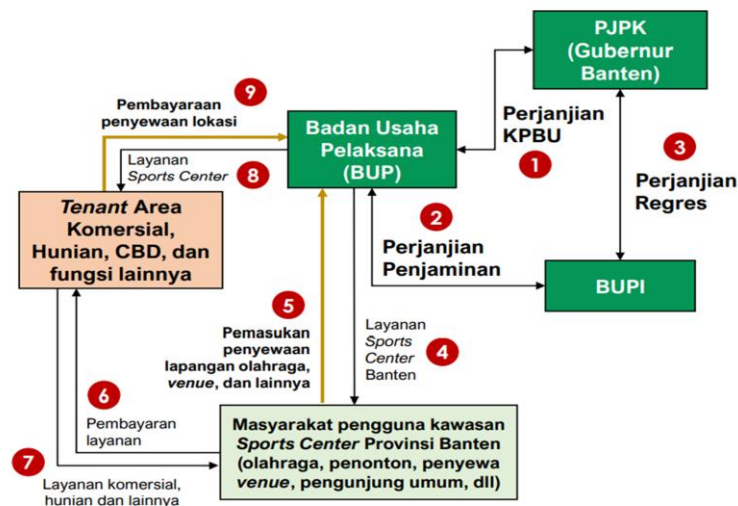 PJPK
(Gubernur
Banten)
9
Pembayaraan
penyewaan lokasi
Badan Usaha
Pelaksana
(BUP)
Perjanjian
KPBU
1
3
Perjanjian
Regres
Layanan
Sports Center
8
Tenant Area
Komersial,
Hunian, CBD, dan
fungsi lainnya
2
Perjanjian
Penjaminan
BUPI
5
Pemasukan
penyewaan
lapangan olahraga,
venue, dan lainnya
Layanan
Sports
Center
Banten
4
6
Pembayaran
layanan
Masyarakat pengguna kawasan
Sports Center Provinsi Banten
(olahraga, penonton, penyewa
venue, pengunjung umum, dll)
7
Layanan komersial,
hunian dan lainnya